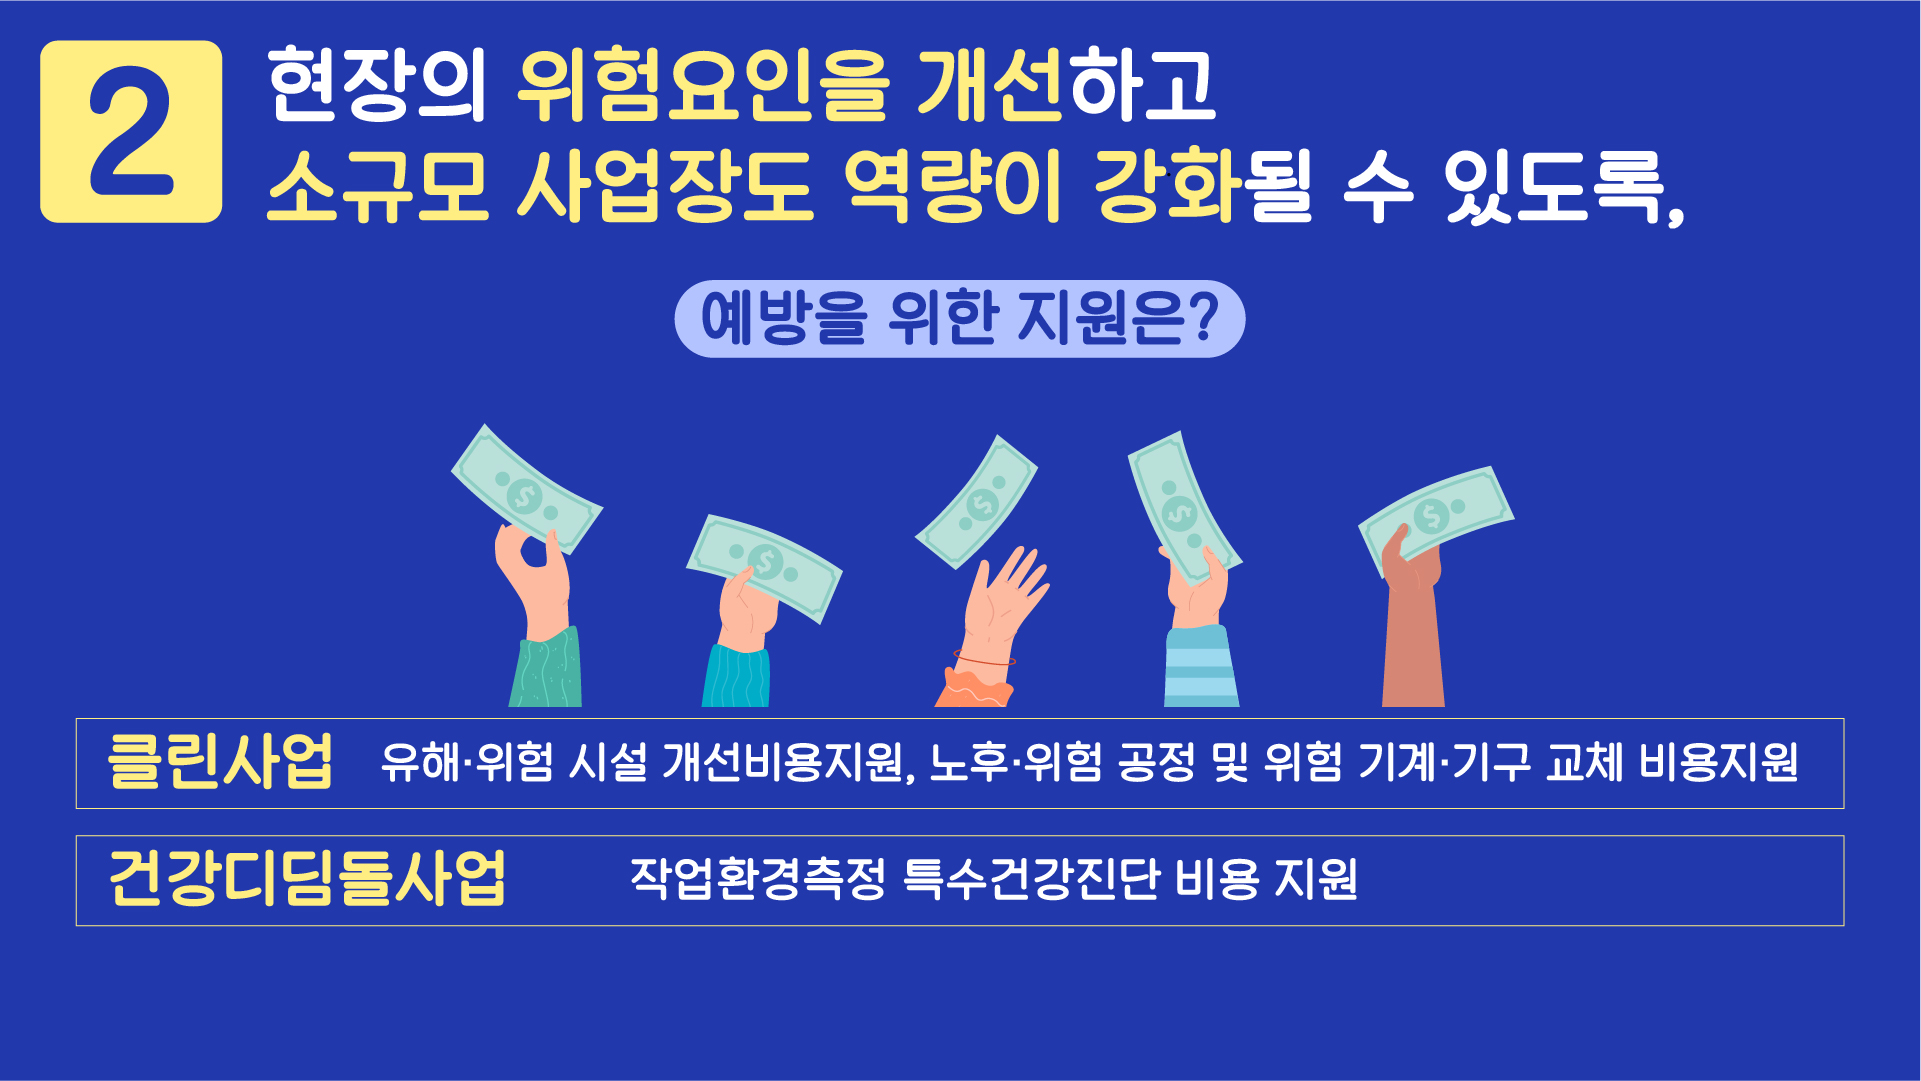 2
현장의 위험요인을 개선하고
소규모 사업장도 역량이 강화될 수 있도록,
예방을 위한 지원은?
$
$
$
$
$
클린사업 유해·위험 시설 개선비용지원, 노후·위험 공정 및 위험 기계·기구 교체 비용지원
건강디딤돌사업 작업환경측정 특수건강진단 비용 지원